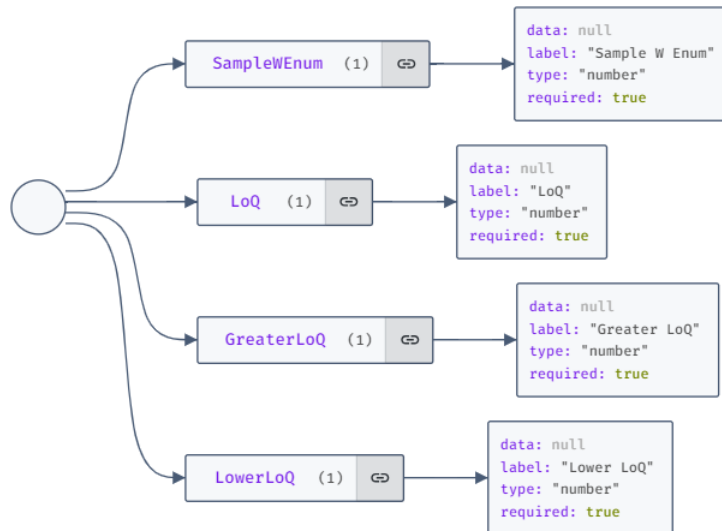 SampleWEnum (1)
data: null
label: "Sample W Enum"
type: "number"
required: true
LoQ (1)
data: null
label: "LoQ"
type: "number"
required: true
GreaterLoQ (1)
data: null
label: "Greater LoQ"
type: "number"
required: true
LowerLoQ (1)
data: null
label: "Lower LoQ"
type: "number"
required: true